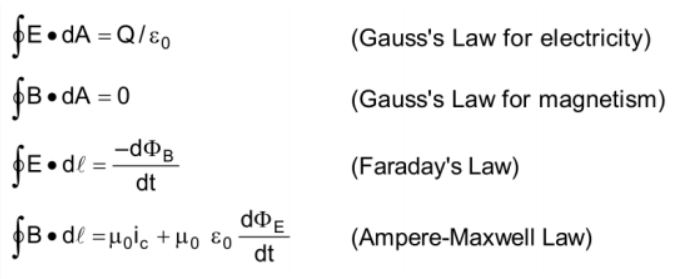 ∮E • dA = Q/ε₀ (Gauss's Law for electricity)
∮B • dA = 0 (Gauss's Law for magnetism)
∮E • dℓ = −dΦ_B/dt (Faraday's Law)
∮B • dℓ = μ₀i_c + μ₀ ε₀ dΦ_E/dt (Ampere-Maxwell Law)